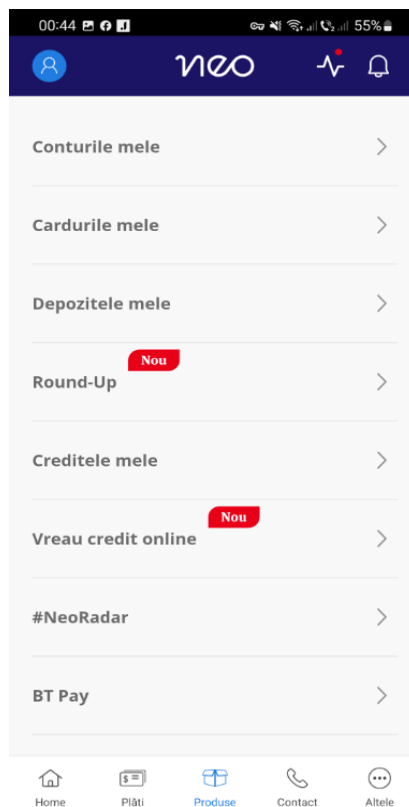 00:44 55%
neo
Conturile mele
Cardurile mele
Depozitele mele
Nou
Round-Up
Creditele mele
Nou
Vreau credit online
#NeoRadar
BT Pay
Home Plăti Produse Contact Altele